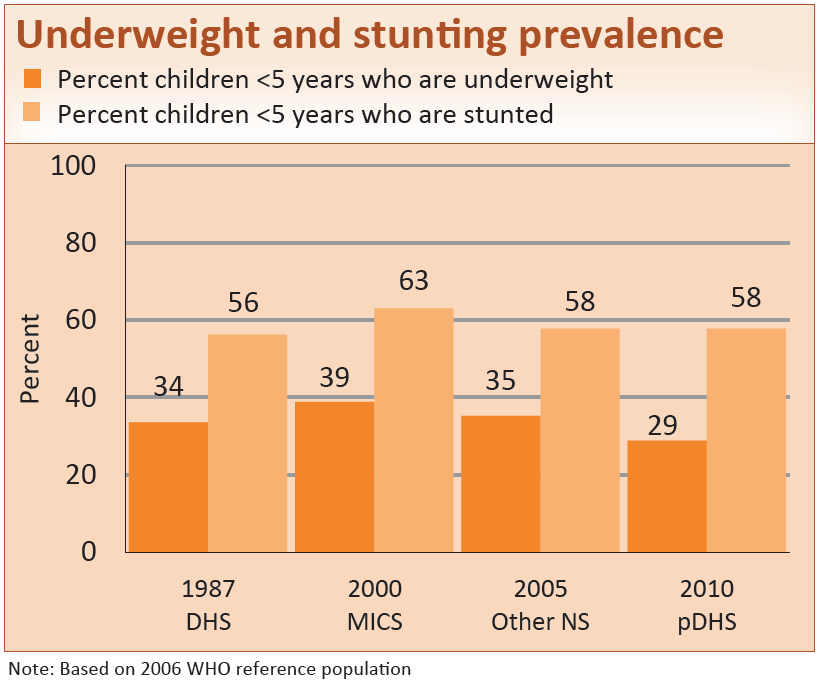 Underweight and stunting prevalence
Percent children <5 years who are underweight
Percent children <5 years who are stunted
Percent
100
80
60
40
20
0
34
56
39
63
35
58
29
58
1987
DHS
2000
MICS
2005
Other NS
2010
pDHS
Note: Based on 2006 WHO reference population